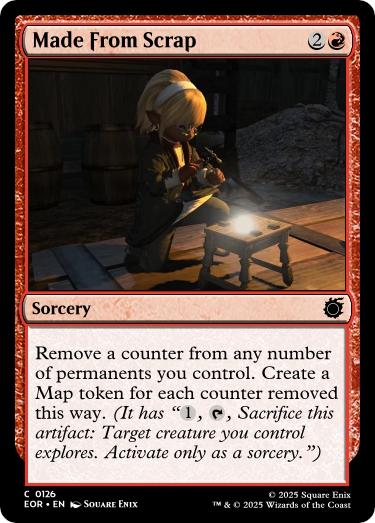 Made From Scrap 2
Sorcery
Remove a counter from any number
of permanents you control. Create a
Map token for each counter removed
this way. (It has “1, , Sacrifice this
artifact: Target creature you control
explores. Activate only as a sorcery.”)
C 0126 © 2025 Square Enix
EOR • EN Square Enix ™ & © 2025 Wizards of the Coast